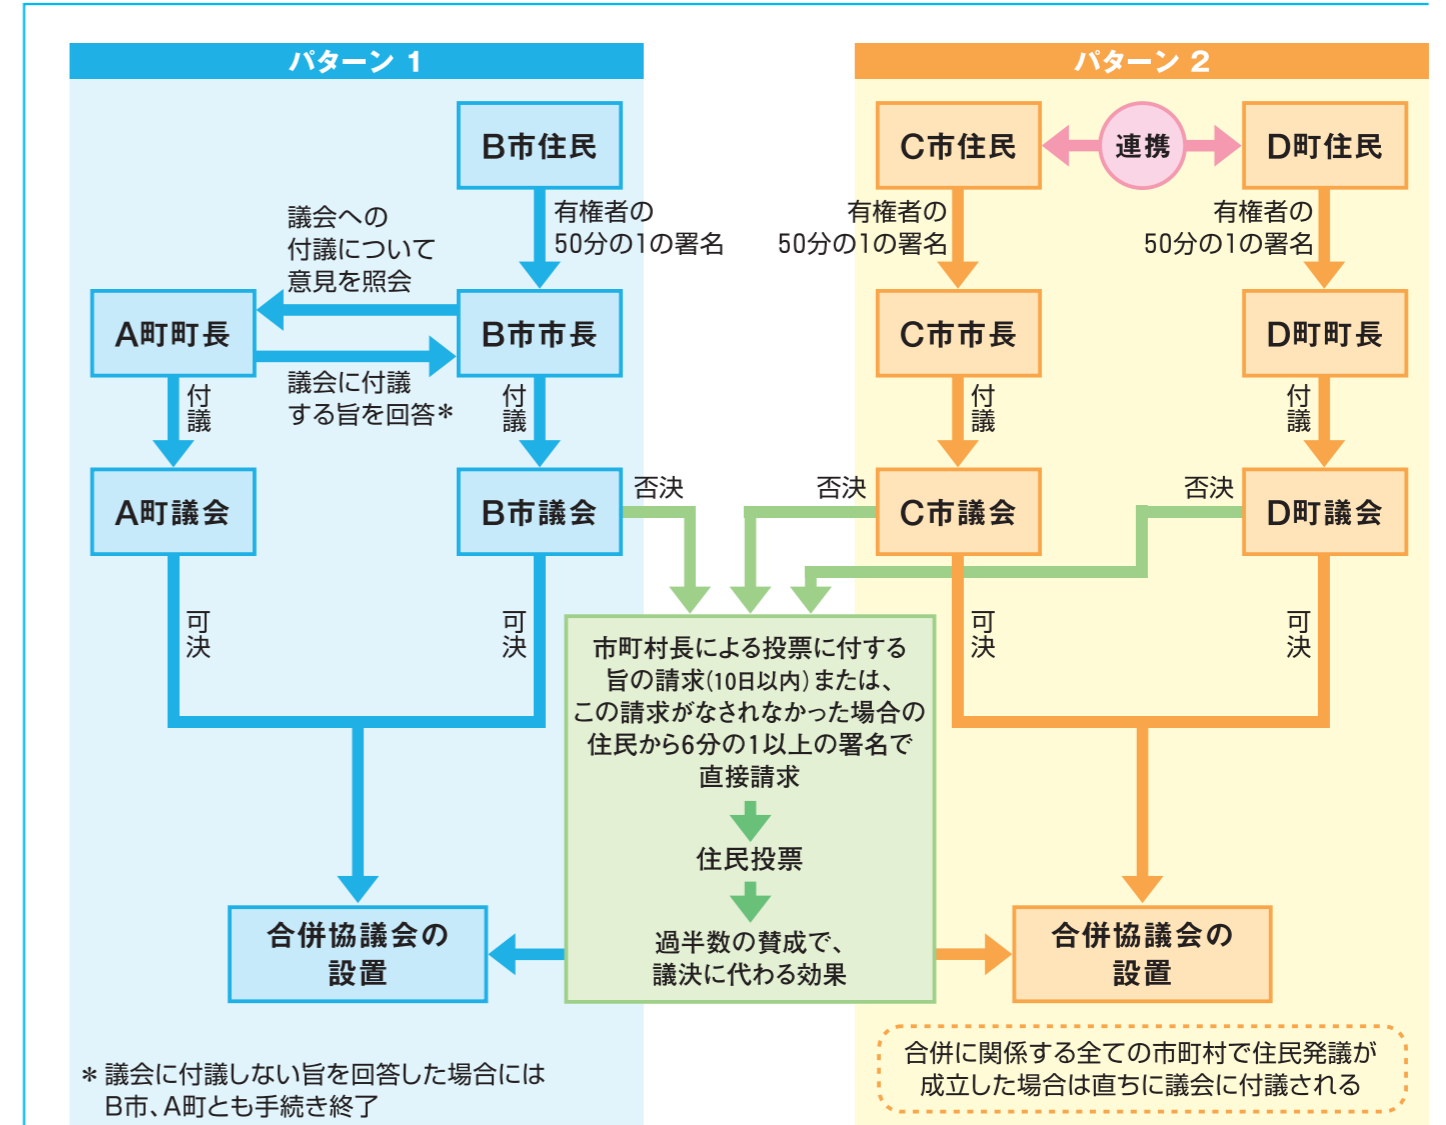 パターン 1
B市住民
議会への
付議について
意見を照会
有権者の
50分の1の署名
A町町長
B市市長
議会に付議
する旨を回答＊
付議
付議
A町議会
B市議会
否決
可決
可決
合併協議会の
設置
＊ 議会に付議しない旨を回答した場合には
B市、A町とも手続き終了
市町村長による投票に付する
旨の請求(10日以内)または、
この請求がなされなかった場合の
住民から6分の1以上の署名で
直接請求
住民投票
過半数の賛成で、
議決に代わる効果
パターン 2
C市住民
連携
D町住民
有権者の
50分の1の署名
有権者の
50分の1の署名
C市市長
D町町長
付議
付議
否決
C市議会
否決
D町議会
可決
可決
合併協議会の
設置
合併に関係する全ての市町村で住民発議が
成立した場合は直ちに議会に付議される